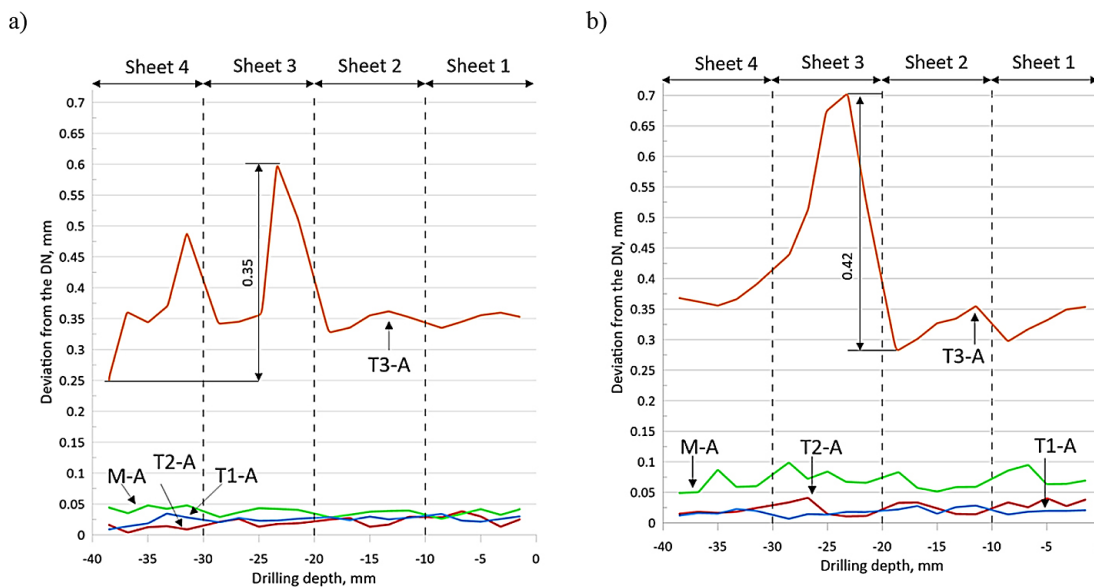 a)
Sheet 4 Sheet 3 Sheet 2 Sheet 1
0.7
0.65
0.6
0.55
0.5
0.45
0.4
0.35
0.3
0.25
0.2
0.15
0.1
0.05
0
Deviation from the DN, mm
0.35
T3-A
M-A
T2-A
T1-A
-40 -35 -30 -25 -20 -15 -10 -5 0
Drilling depth, mm
b)
Sheet 4 Sheet 3 Sheet 2 Sheet 1
0.7
0.65
0.6
0.55
0.5
0.45
0.4
0.35
0.3
0.25
0.2
0.15
0.1
0.05
0
Deviation from the DN, mm
0.42
T3-A
M-A
T2-A
T1-A
-40 -35 -30 -25 -20 -15 -10 -5
Drilling depth, mm